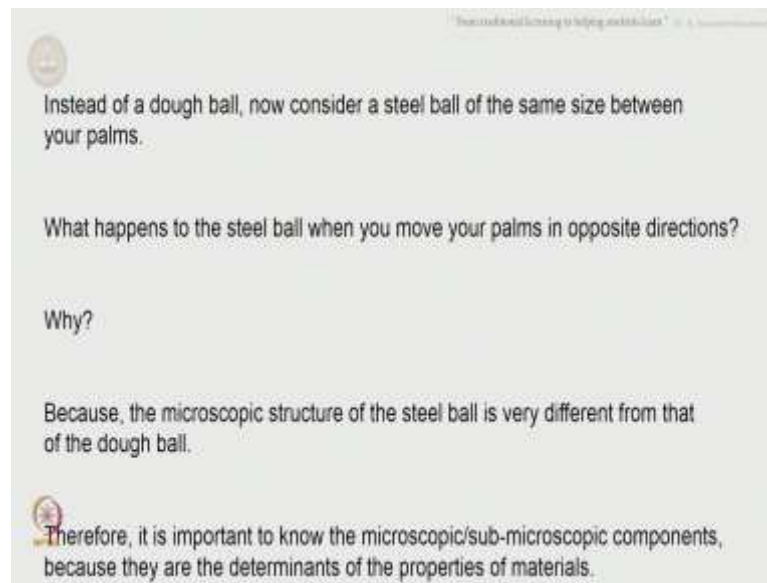 Instead of a dough ball, now consider a steel ball of the same size between
your palms.
What happens to the steel ball when you move your palms in opposite directions?
Why?
Because, the microscopic structure of the steel ball is very different from that
of the dough ball.
Therefore, it is important to know the microscopic/sub-microscopic components,
because they are the determinants of the properties of materials.